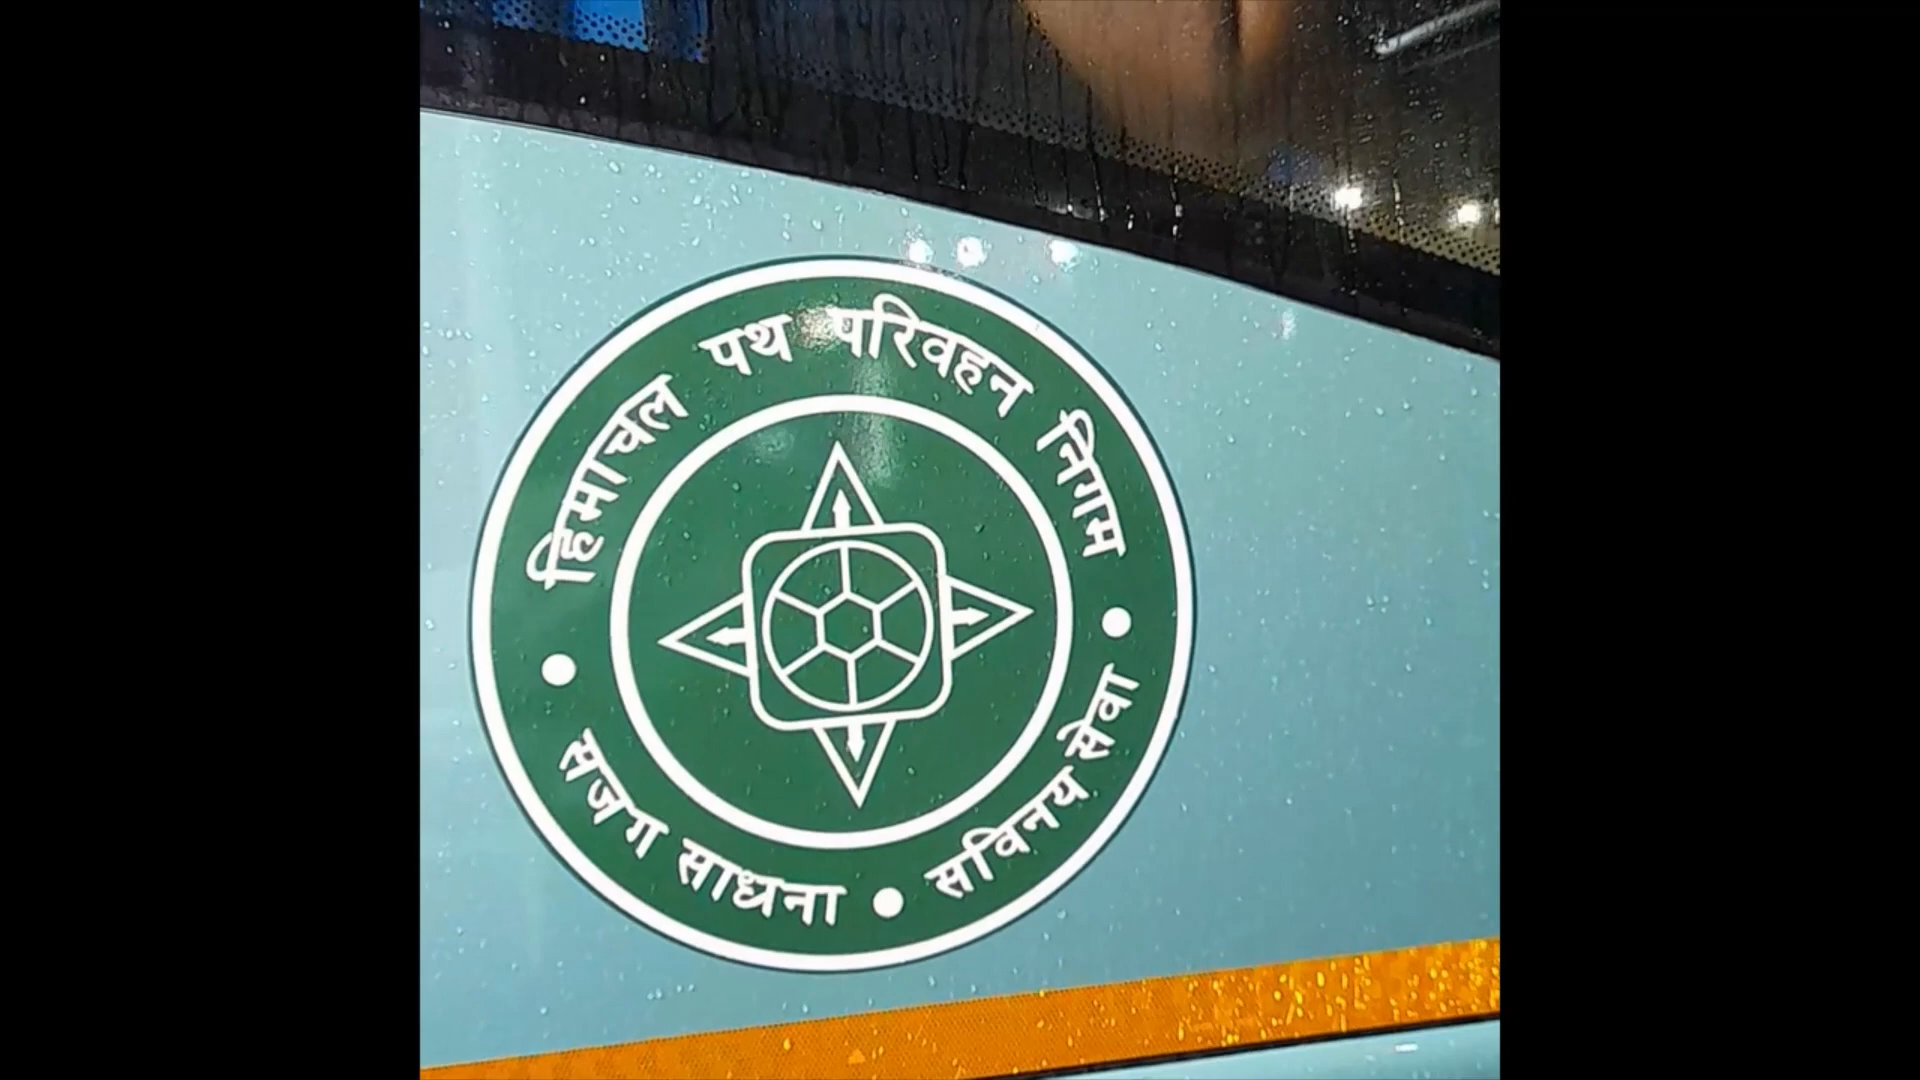 हिमाचल पथ परिवहन निगम
सजग साधना • सविनय सेवा